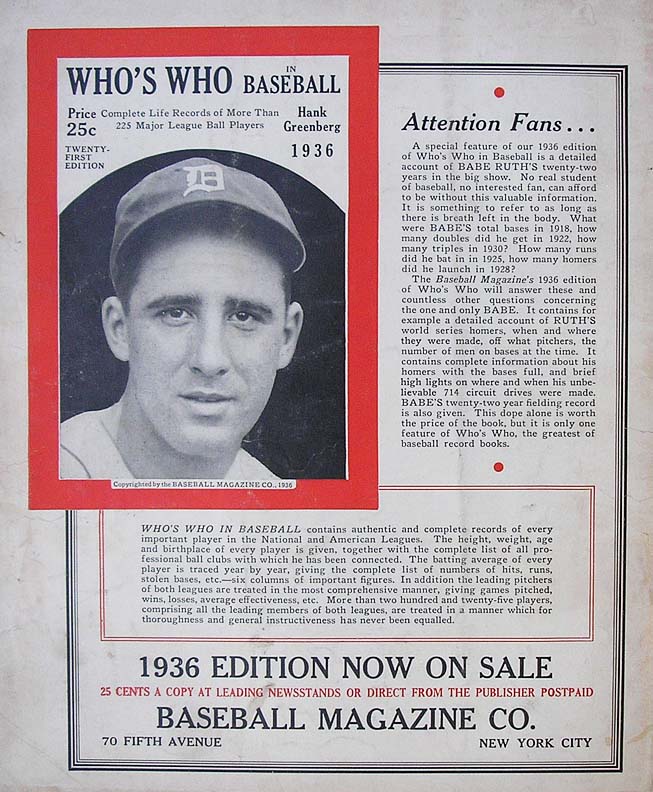 WHO'S WHO IN BASEBALL
Price 25c
Complete Life Records of More Than
225 Major League Ball Players
Hank
Greenberg
TWENTY-
FIRST
EDITION
1936
D
Copyrighted by the BASEBALL MAGAZINE CO., 1936
Attention Fans...
A special feature of our 1936 edition
of Who's Who in Baseball is a detailed
account of BABE RUTH'S twenty-two
years in the big show. No real student
of baseball, no interested fan, can afford
to be without this valuable information.
It is something to refer to as long as
there is breath left in the body. What
were BABE'S total bases in 1918, how
many doubles did he get in 1922, how
many triples in 1930? How many runs
did he bat in in 1925, how many homers
did he launch in 1928?
The Baseball Magazine's 1936 edition
of Who's Who will answer these and
countless other questions concerning
the one and only BABE. It contains for
example a detailed account of RUTH'S
world series homers, when and where
they were made, off what pitchers, the
number of men on bases at the time. It
contains complete information about his
homers with the bases full, and brief
high lights on where and when his unbe-
lievable 714 circuit drives were made.
BABE'S twenty-two year fielding record
is also given. This dope alone is worth
the price of the book, but it is only one
feature of Who's Who, the greatest of
baseball record books.
WHO'S WHO IN BASEBALL contains authentic and complete records of every
important player in the National and American Leagues. The height, weight, age
and birthplace of every player is given, together with the complete list of all pro-
fessional ball clubs with which he has been connected. The batting average of every
player is traced year by year, giving the complete list of numbers of hits, runs,
stolen bases, etc.—six columns of important figures. In addition the leading pitchers
of both leagues are treated in the most comprehensive manner, giving games pitched,
wins, losses, average effectiveness, etc. More than two hundred and twenty-five players,
comprising all the leading members of both leagues, are treated in a manner which for
thoroughness and general instructiveness has never been equalled.
1936 EDITION NOW ON SALE
25 CENTS A COPY AT LEADING NEWSSTANDS OR DIRECT FROM THE PUBLISHER POSTPAID
BASEBALL MAGAZINE CO.
70 FIFTH AVENUE
NEW YORK CITY